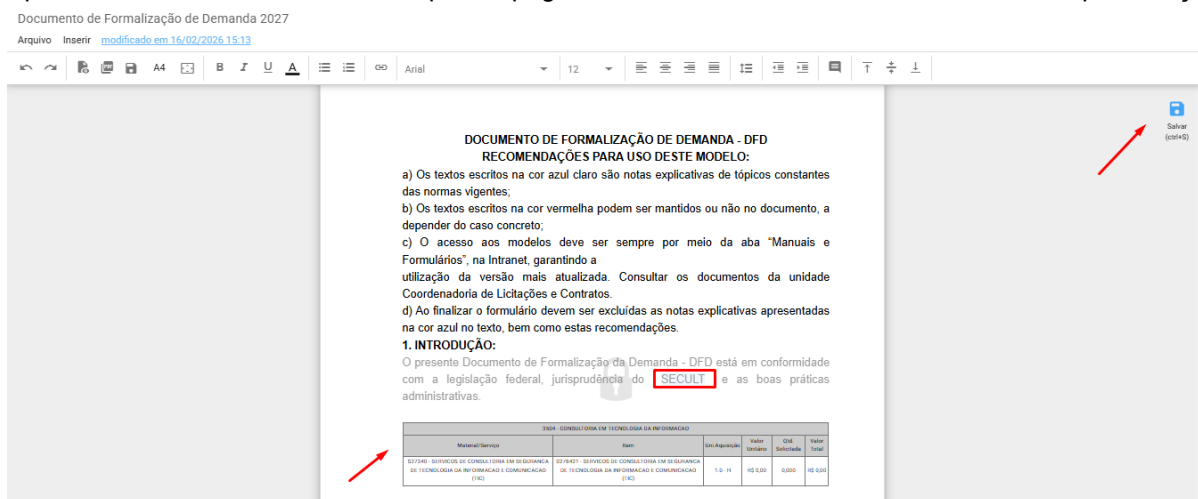 Documento de Formalização de Demanda 2027
Arquivo Inserir modificado em 16/02/2026 15:13
A4 B I U A Arial 12
Salvar
(ctrl+S)
DOCUMENTO DE FORMALIZAÇÃO DE DEMANDA - DFD
RECOMENDAÇÕES PARA USO DESTE MODELO:
a) Os textos escritos na cor azul claro são notas explicativas de tópicos constantes
das normas vigentes;
b) Os textos escritos na cor vermelha podem ser mantidos ou não no documento, a
depender do caso concreto;
c) O acesso aos modelos deve ser sempre por meio da aba “Manuais e
Formulários”, na Intranet, garantindo a
utilização da versão mais atualizada. Consultar os documentos da unidade
Coordenadoria de Licitações e Contratos.
d) Ao finalizar o formulário devem ser excluídas as notas explicativas apresentadas
na cor azul no texto, bem como estas recomendações.
1. INTRODUÇÃO:
O presente Documento de Formalização da Demanda - DFD está em conformidade
com a legislação federal, jurisprudência do SECULT e as boas práticas
administrativas.
CONSULTORIA EM TECNOLOGIA DA INFORMACAO
Material/Serviço Item Um Aquisição Valor Unitário Qtd. Solicitada Valor Total
SERVICOS DE CONSULTORIA EM SEGURANCA DE TECNOLOGIA DA INFORMACAO E COMUNICACAO (TIC)
SERVICOS DE CONSULTORIA EM SEGURANCA DE TECNOLOGIA DA INFORMACAO E COMUNICACAO (TIC)
1.0 - H R$ 0,00 0,000 R$ 0,00